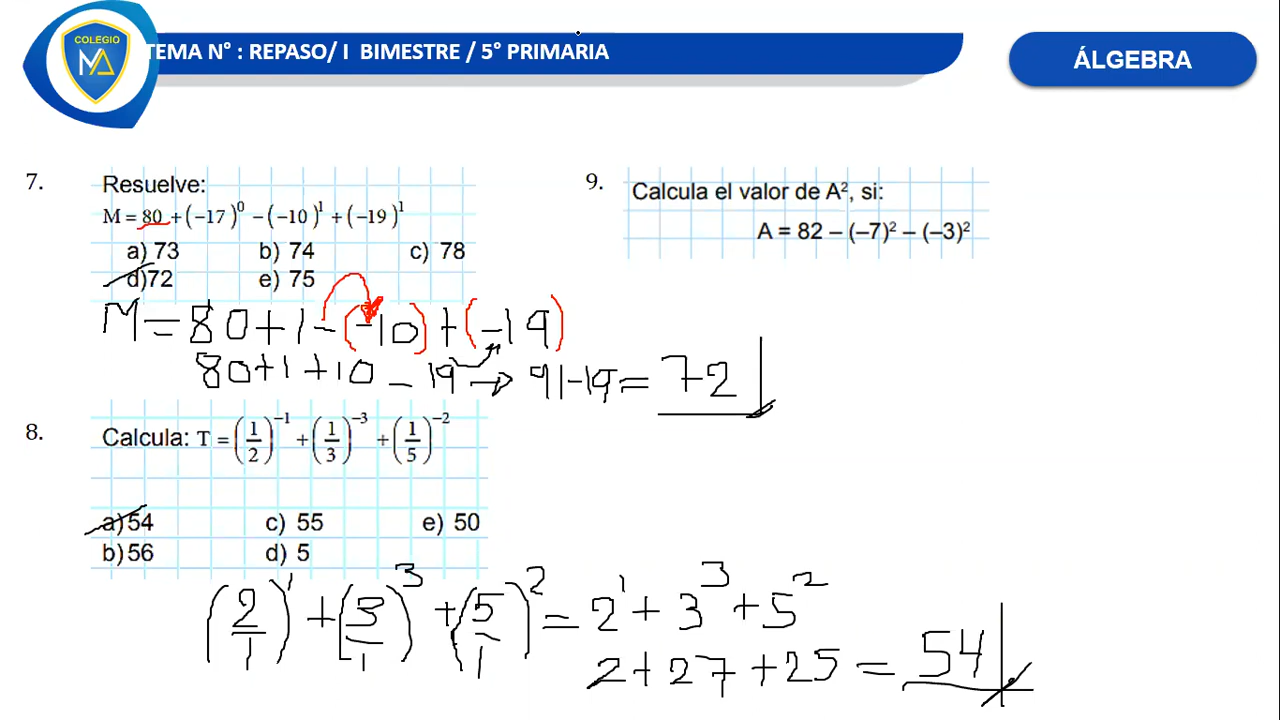 COLEGIO
MA
TEMA N° : REPASO/ I BIMESTRE / 5° PRIMARIA
ÁLGEBRA
7.
Resuelve:
M = 80 + (−17)⁰ − (−10)¹ + (−19)¹
a) 73 b) 74 c) 78
d) 72 e) 75
M = 80 + 1 − (−10) + (−19)
80 + 1 + 10 − 19 → 91 − 19 = 72
8.
Calcula: T = (1/2)⁻¹ + (1/3)⁻³ + (1/5)⁻²
a) 54 c) 55 e) 50
b) 56 d) 5
(2/1)¹ + (3/1)³ + (5/1)² = 2¹ + 3³ + 5²
2 + 27 + 25 = 54
9.
Calcula el valor de A², si:
A = 82 – (–7)² – (–3)²